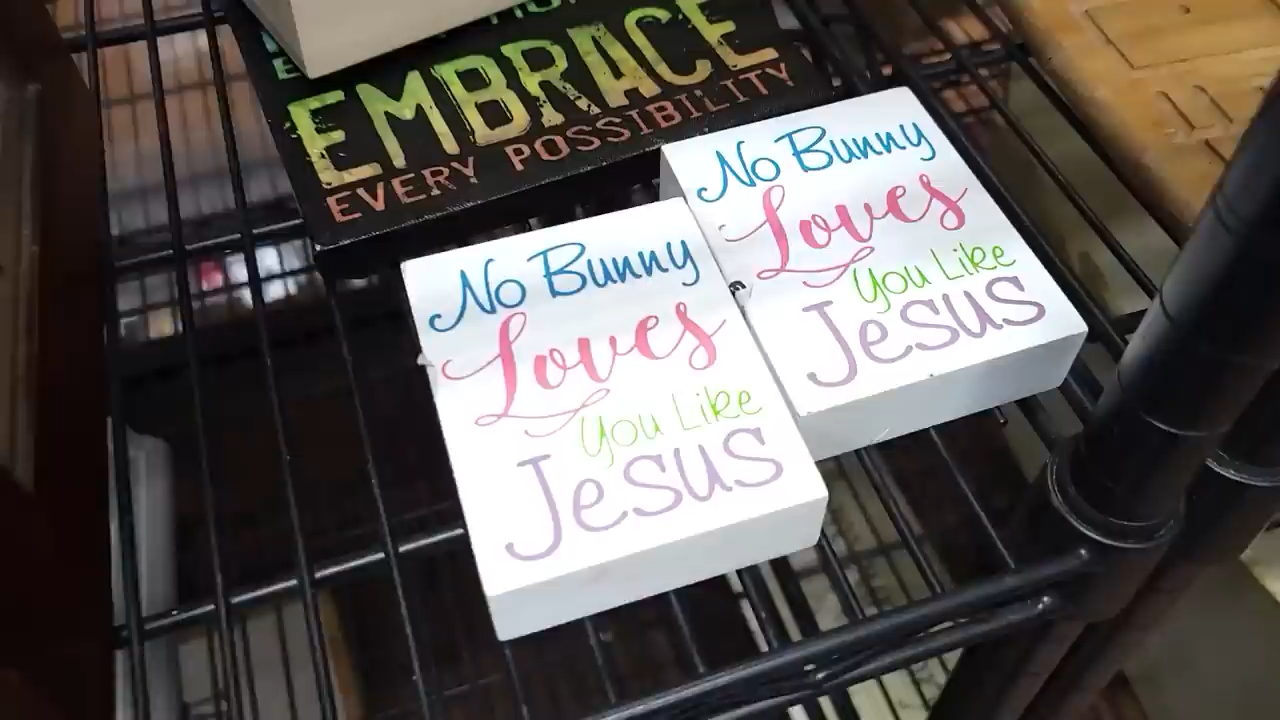 EMBRACE
EVERY POSSIBILITY
No Bunny
Loves
You Like
Jesus
No Bunny
Loves
You Like
Jesus